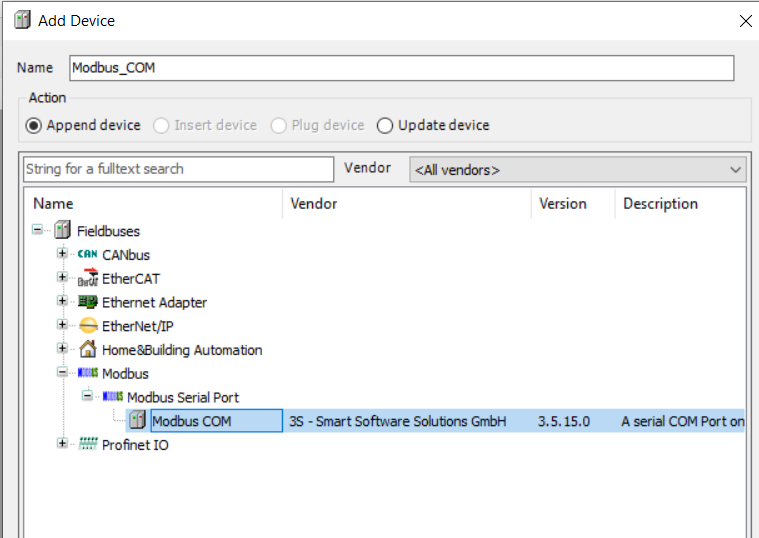 Add Device
Name Modbus_COM
Action
Append device Insert device Plug device Update device
String for a fulltext search Vendor <All vendors>
Name Vendor Version Description
Fieldbuses
CAN CANbus
EtherCAT
Ethernet Adapter
EtherNet/IP
Home&Building Automation
Modbus
Modbus Serial Port
Modbus COM 3S - Smart Software Solutions GmbH 3.5.15.0 A serial COM Port on
Profinet IO